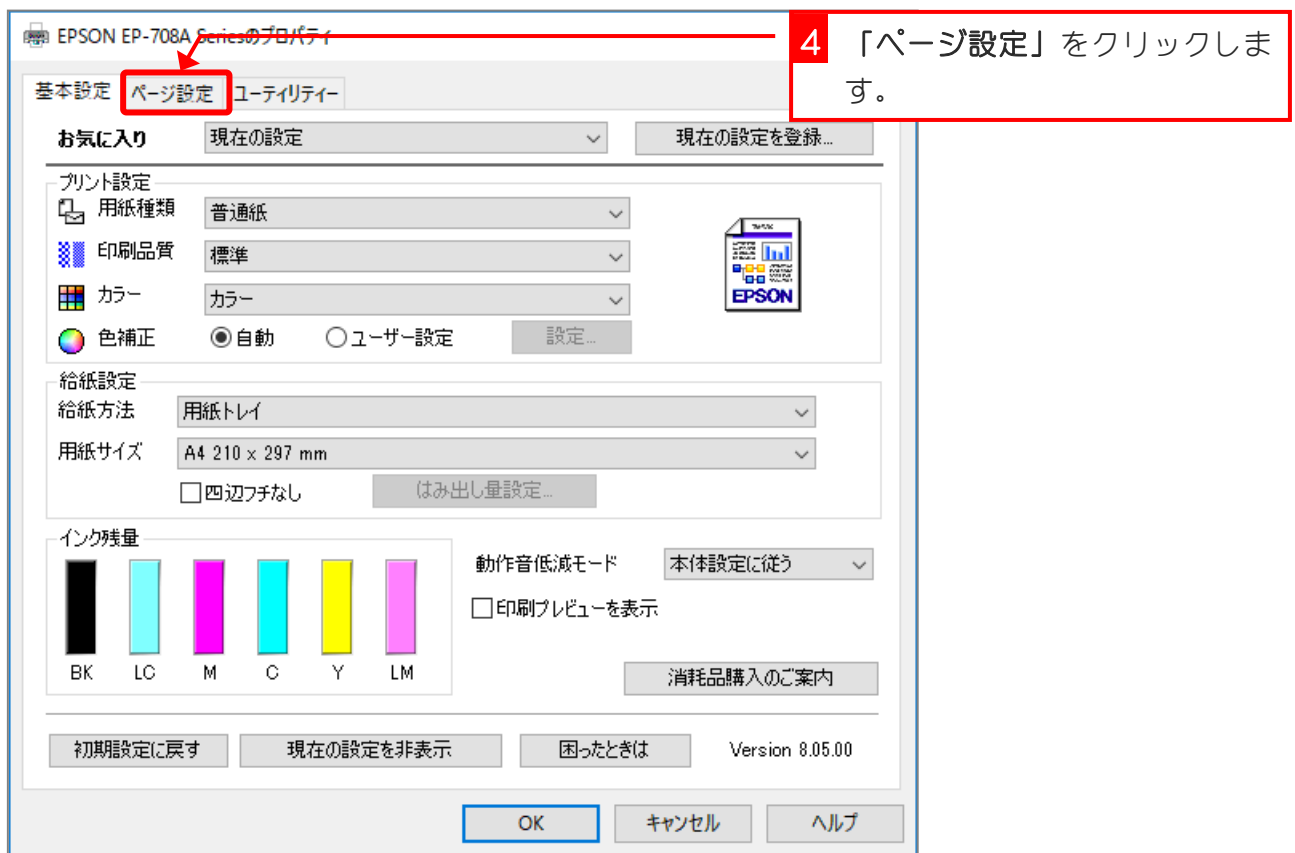 EPSON EP-708A Seriesのプロパティ
4 「ページ設定」をクリックしま
す。
基本設定 ページ設定 ユーティリティー
お気に入り 現在の設定 現在の設定を登録...
プリント設定
用紙種類 普通紙
印刷品質 標準
カラー カラー
色補正 自動 ユーザー設定 設定...
EPSON
給紙設定
給紙方法 用紙トレイ
用紙サイズ A4 210 x 297 mm
四辺フチなし はみ出し量設定...
インク残量
動作音低減モード 本体設定に従う
印刷プレビューを表示
BK LC M C Y LM
消耗品購入のご案内
初期設定に戻す 現在の設定を非表示 困ったときは Version 8.05.00
OK キャンセル ヘルプ